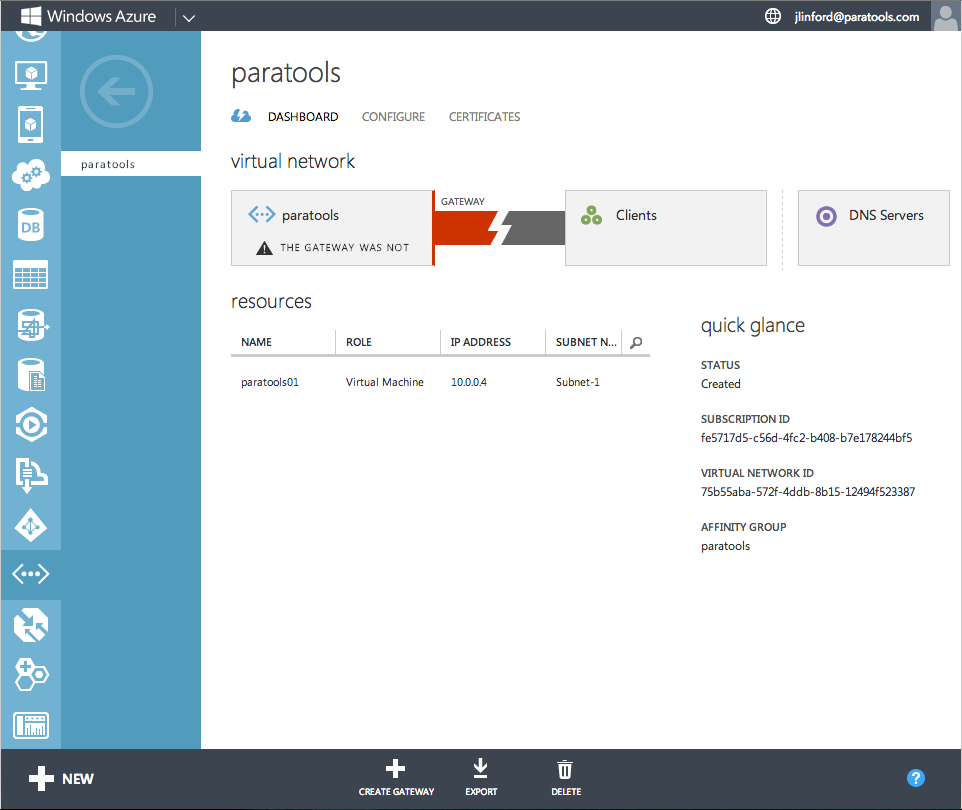 Windows Azure
jlinford@paratools.com
paratools
paratools
DASHBOARD CONFIGURE CERTIFICATES
virtual network
paratools
THE GATEWAY WAS NOT
GATEWAY
Clients
DNS Servers
resources
NAME ROLE IP ADDRESS SUBNET N...
paratools01 Virtual Machine 10.0.0.4 Subnet-1
quick glance
STATUS
Created
SUBSCRIPTION ID
fe5717d5-c56d-4fc2-b408-b7e178244bf5
VIRTUAL NETWORK ID
75b55aba-572f-4ddb-8b15-12494f523387
AFFINITY GROUP
paratools
DB
NEW
CREATE GATEWAY
EXPORT
DELETE
?